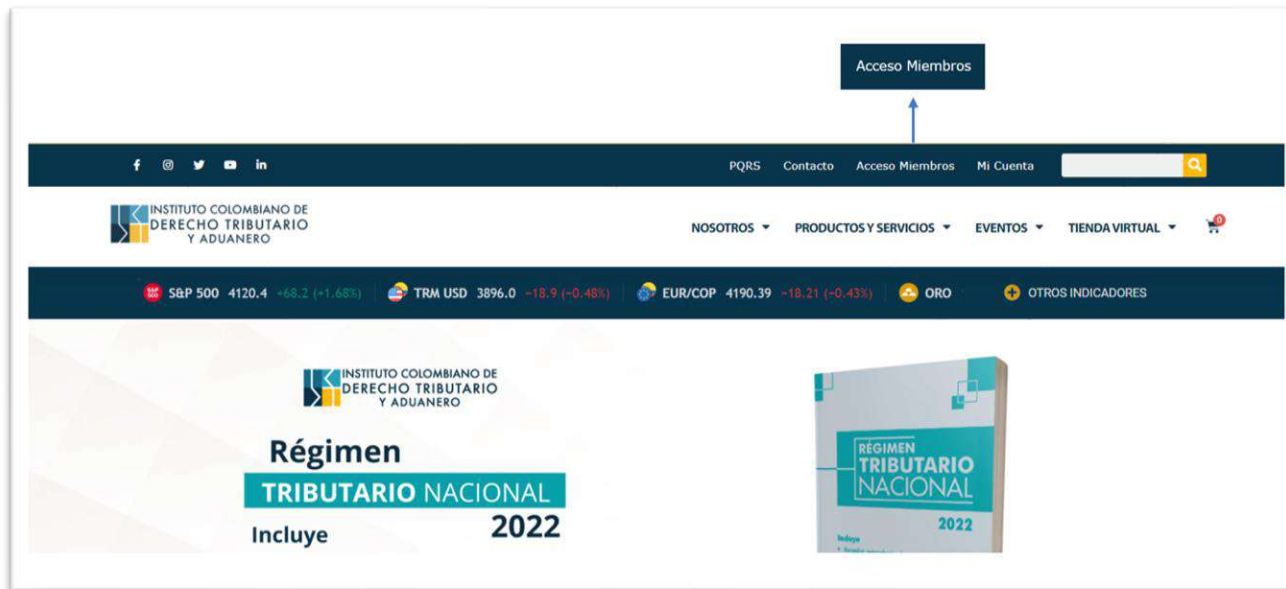 Acceso Miembros
PQRS Contacto Acceso Miembros Mi Cuenta
INSTITUTO COLOMBIANO DE
DERECHO TRIBUTARIO
Y ADUANERO
NOSOTROS PRODUCTOS Y SERVICIOS EVENTOS TIENDA VIRTUAL 0
S&P 500 S&P 500 4120.4 +68.2 (+1.68%) TRM USD 3896.0 −18.9 (−0.48%) EUR/COP 4190.39 −18.21 (−0.43%) ORO OTROS INDICADORES
INSTITUTO COLOMBIANO DE
DERECHO TRIBUTARIO
Y ADUANERO
Régimen
TRIBUTARIO NACIONAL
2022
Incluye
RÉGIMEN
TRIBUTARIO
NACIONAL
2022
Incluye